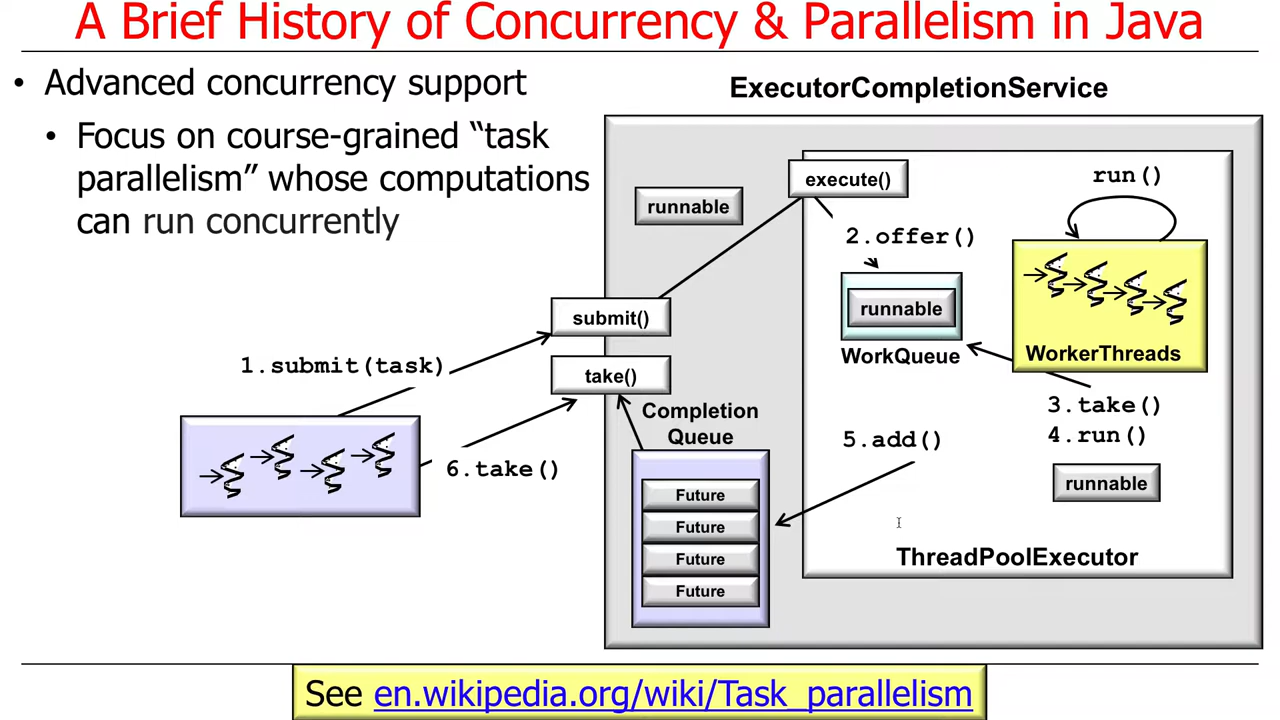 A Brief History of Concurrency & Parallelism in Java
• Advanced concurrency support
• Focus on course-grained “task
parallelism” whose computations
can run concurrently
ExecutorCompletionService
execute()
run()
runnable
2.offer()
runnable
submit()
WorkQueue
WorkerThreads
1.submit(task)
take()
3.take()
4.run()
Completion
Queue
5.add()
6.take()
runnable
Future
Future
Future
Future
ThreadPoolExecutor
See en.wikipedia.org/wiki/Task_parallelism